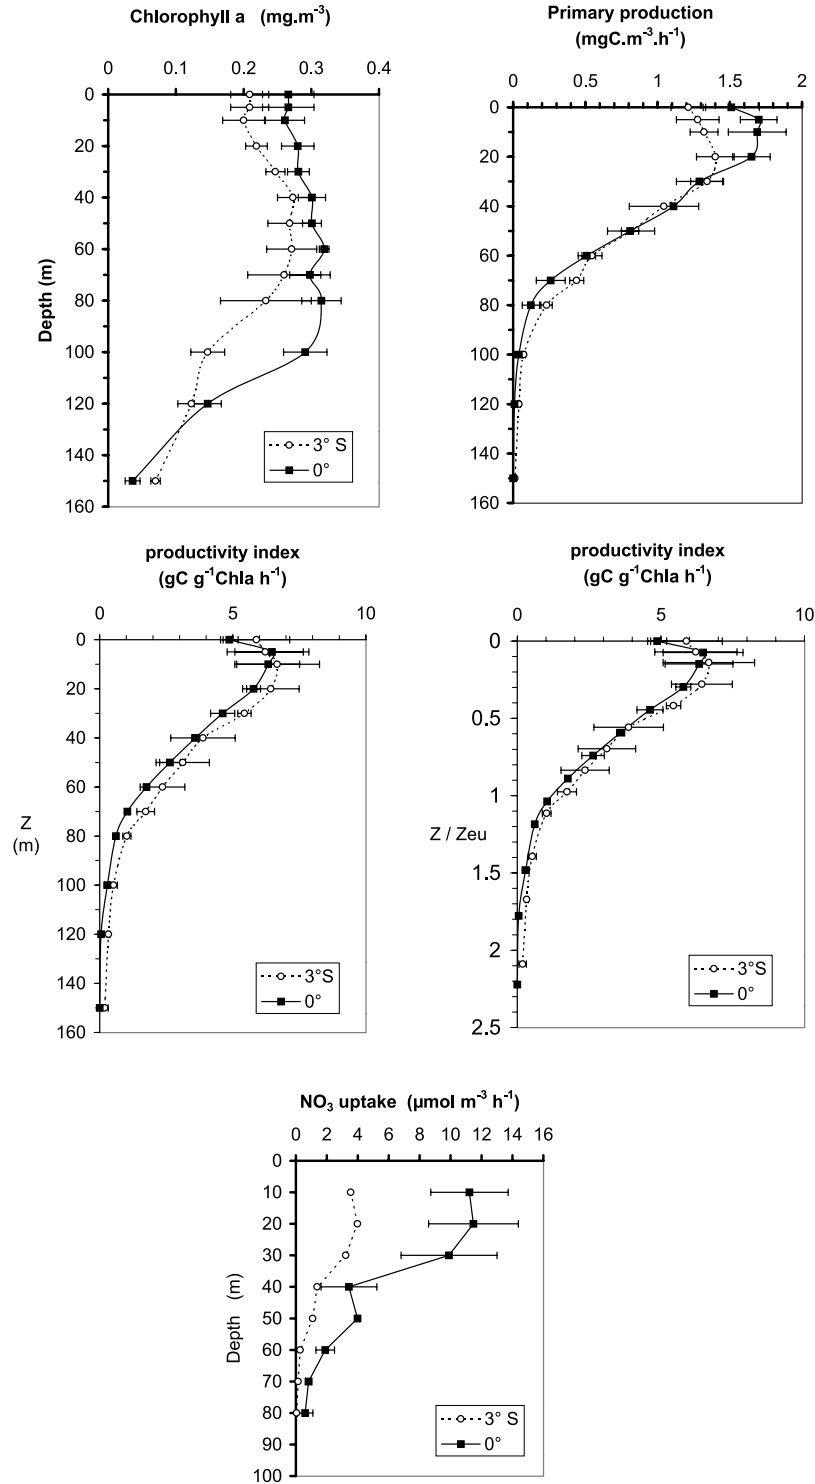 Chlorophyll a (mg.m⁻³)
0 0.1 0.2 0.3 0.4
0
20
40
60
80
100
120
140
160
Depth (m)
3° S
0°
Primary production
(mgC.m⁻³.h⁻¹)
0 0.5 1 1.5 2
0
20
40
60
80
100
120
140
160
3° S
0°
productivity index
(gC g⁻¹Chla h⁻¹)
0 5 10
0
20
40
60
80
100
120
140
160
Z
(m)
3°S
0°
productivity index
(gC g⁻¹Chla h⁻¹)
0 5 10
0
0.5
1
1.5
2
2.5
Z / Zeu
3°S
0°
NO₃ uptake (µmol m⁻³ h⁻¹)
0 2 4 6 8 10 12 14 16
0
10
20
30
40
50
60
70
80
90
100
Depth (m)
3° S
0°